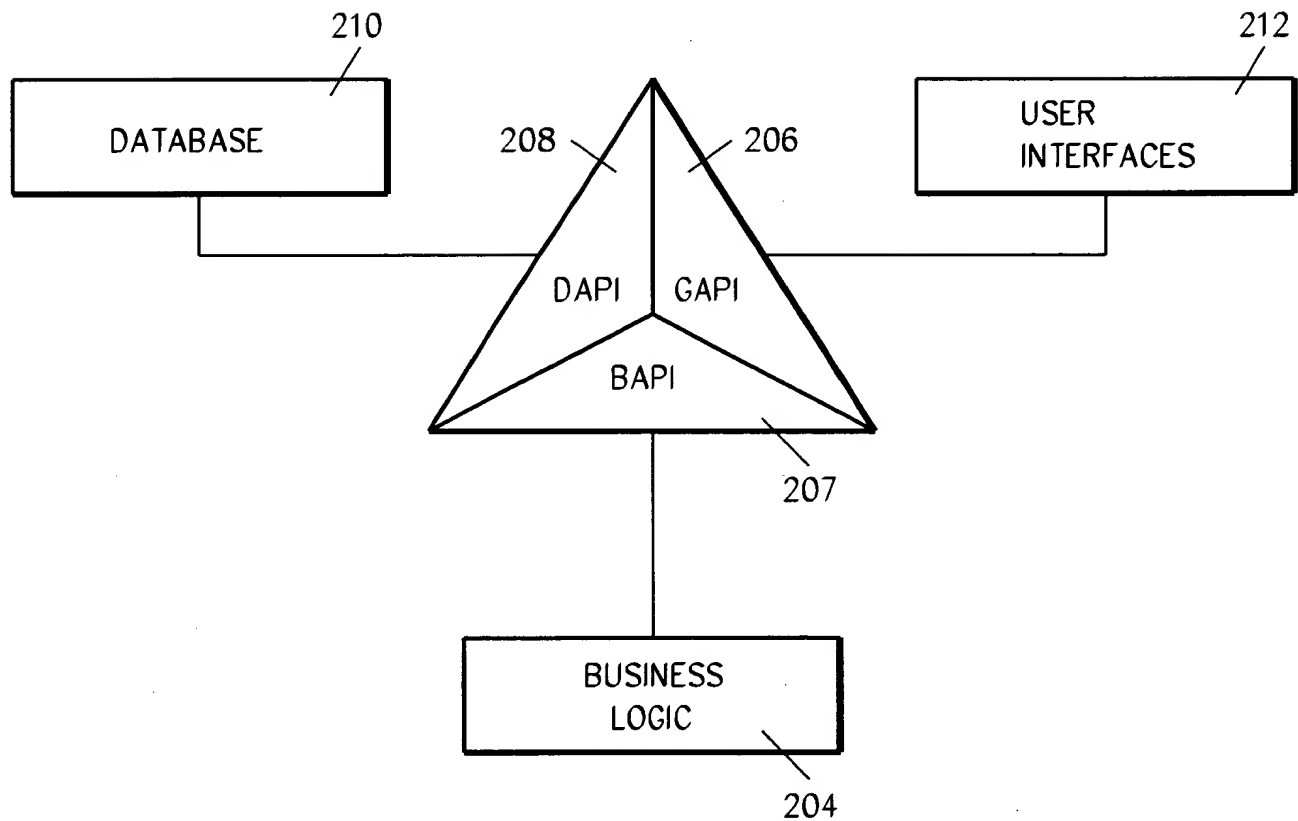 210
212
DATABASE
208
206
USER
INTERFACES
DAPI
GAPI
BAPI
207
BUSINESS
LOGIC
204